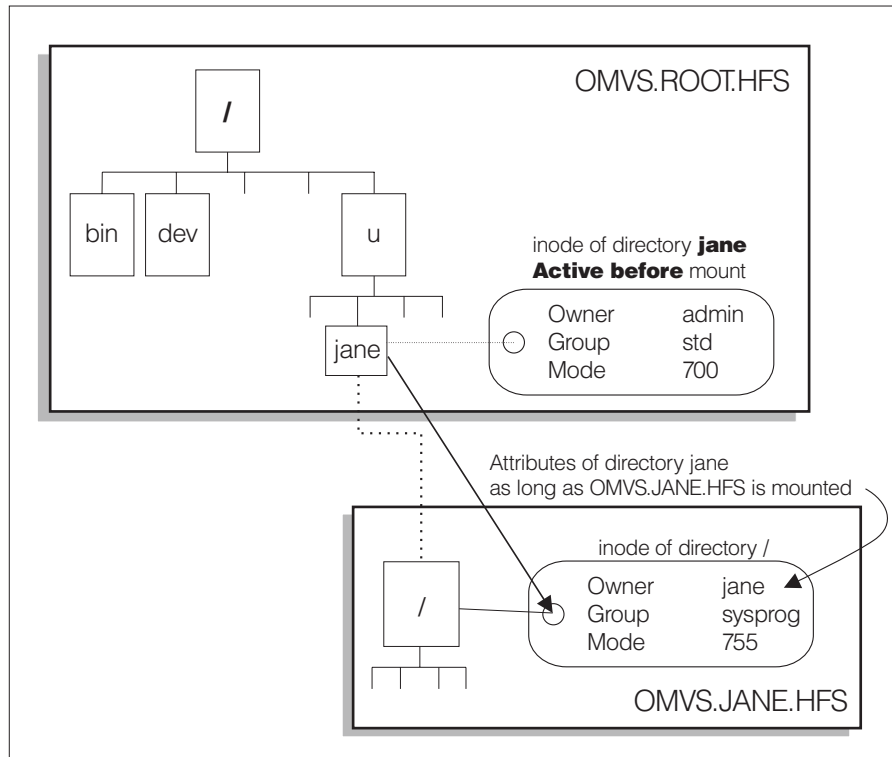 OMVS.ROOT.HFS
/
bin
dev
u
inode of directory jane
Active before mount
Owner admin
Group std
Mode 700
jane
Attributes of directory jane
as long as OMVS.JANE.HFS is mounted
inode of directory /
/
Owner jane
Group sysprog
Mode 755
OMVS.JANE.HFS